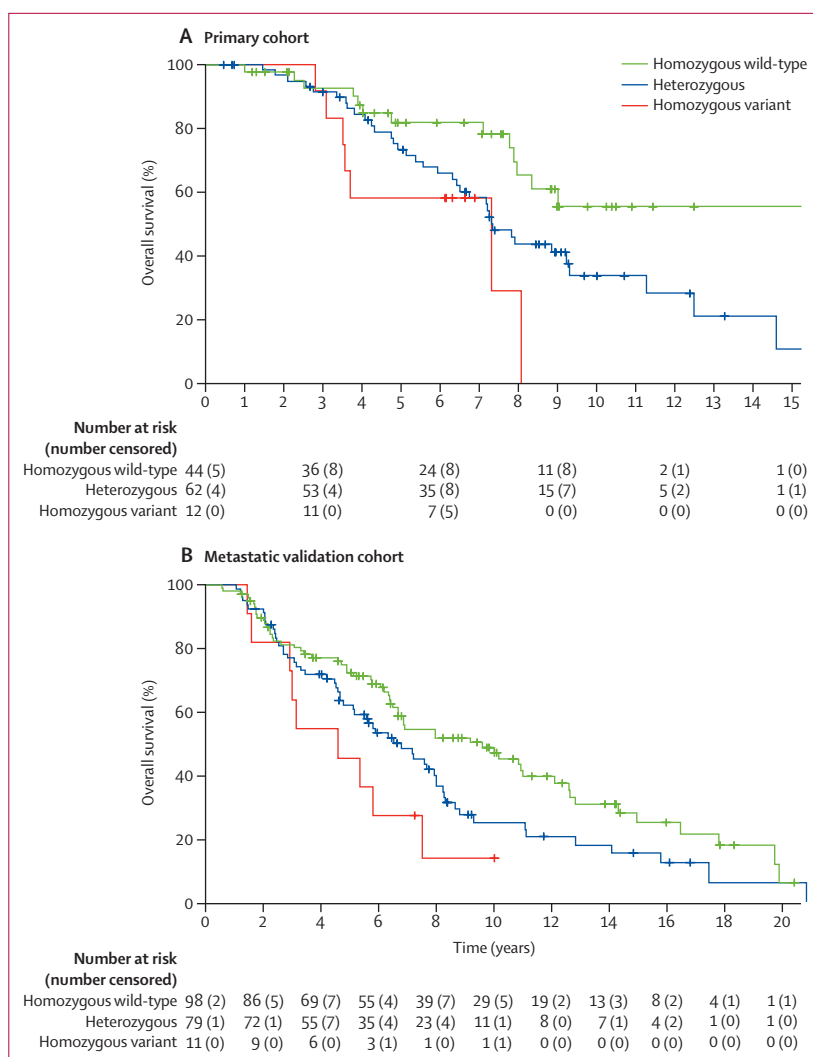 A Primary cohort
Homozygous wild-type
Heterozygous
Homozygous variant
Overall survival (%)
100
80
60
40
20
0
0 1 2 3 4 5 6 7 8 9 10 11 12 13 14 15
Number at risk
(number censored)
Homozygous wild-type 44 (5) 36 (8) 24 (8) 11 (8) 2 (1) 1 (0)
Heterozygous 62 (4) 53 (4) 35 (8) 15 (7) 5 (2) 1 (1)
Homozygous variant 12 (0) 11 (0) 7 (5) 0 (0) 0 (0) 0 (0)
B Metastatic validation cohort
Overall survival (%)
100
80
60
40
20
0
0 2 4 6 8 10 12 14 16 18 20
Time (years)
Number at risk
(number censored)
Homozygous wild-type 98 (2) 86 (5) 69 (7) 55 (4) 39 (7) 29 (5) 19 (2) 13 (3) 8 (2) 4 (1) 1 (1)
Heterozygous 79 (1) 72 (1) 55 (7) 35 (4) 23 (4) 11 (1) 8 (0) 7 (1) 4 (2) 1 (0) 1 (0)
Homozygous variant 11 (0) 9 (0) 6 (0) 3 (1) 1 (0) 1 (1) 0 (0) 0 (0) 0 (0) 0 (0) 0 (0)